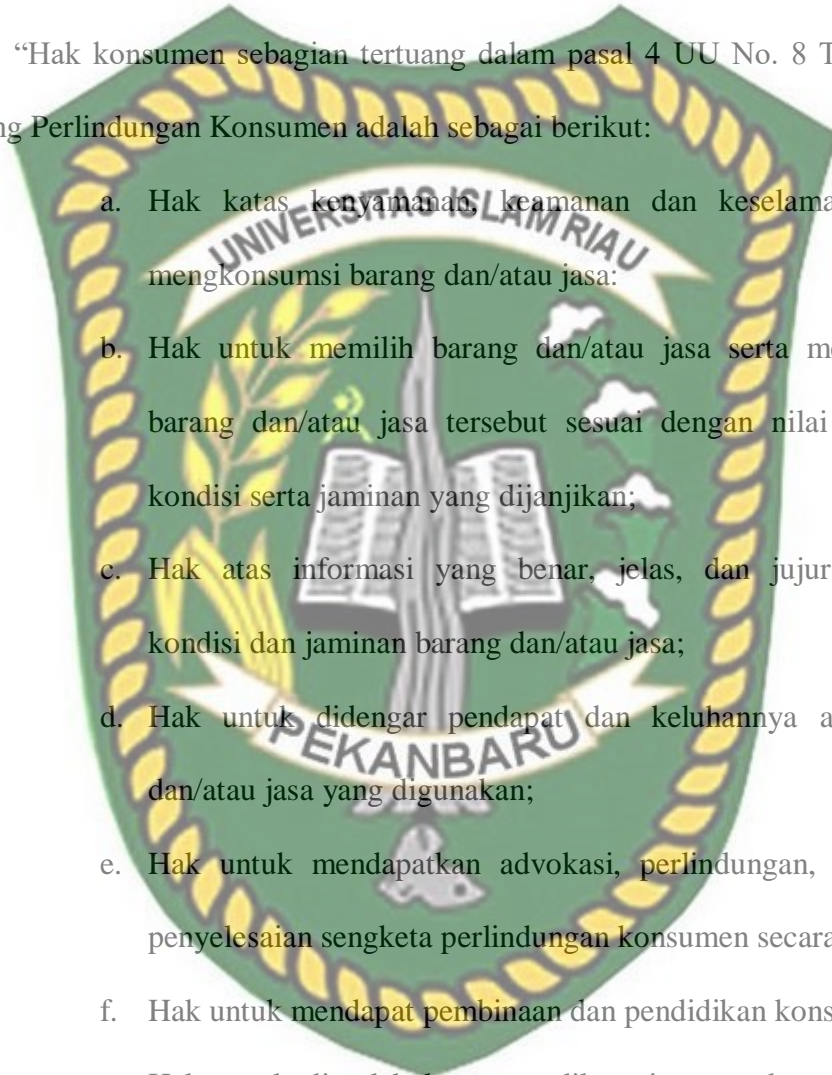 “Hak konsumen sebagian tertuang dalam pasal 4 UU No. 8 T
ng Perlindungan Konsumen adalah sebagai berikut:
a. Hak katas kenyamanan, keamanan dan keselama
UNIVERSITAS ISLAM RIAU
mengkonsumsi barang dan/atau jasa:
b. Hak untuk memilih barang dan/atau jasa serta me
barang dan/atau jasa tersebut sesuai dengan nilai
kondisi serta jaminan yang dijanjikan;
c. Hak atas informasi yang benar, jelas, dan jujur
kondisi dan jaminan barang dan/atau jasa;
d. Hak untuk didengar pendapat dan keluhannya a
PEKANBARU
dan/atau jasa yang digunakan;
e. Hak untuk mendapatkan advokasi, perlindungan,
penyelesaian sengketa perlindungan konsumen secara
f. Hak untuk mendapat pembinaan dan pendidikan kons